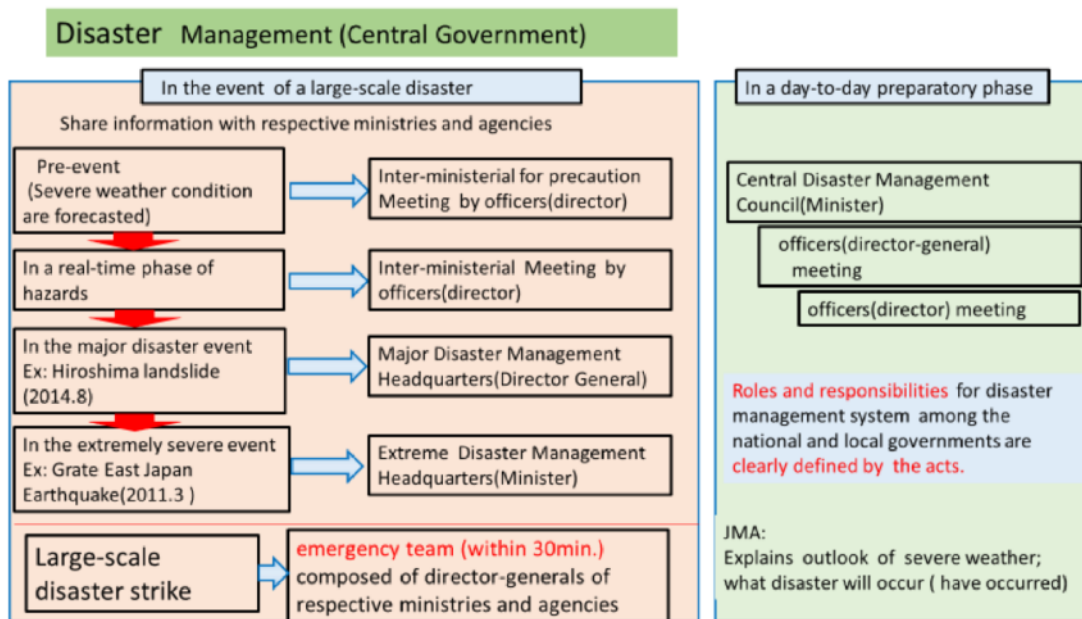 Disaster Management (Central Government)
In the event of a large-scale disaster
Share information with respective ministries and agencies
Pre-event
(Severe weather condition
are forecasted)
Inter-ministerial for precaution
Meeting by officers(director)
In a real-time phase of
hazards
Inter-ministerial Meeting by
officers(director)
In the major disaster event
Ex: Hiroshima landslide
(2014.8)
Major Disaster Management
Headquarters(Director General)
In the extremely severe event
Ex: Grate East Japan
Earthquake(2011.3 )
Extreme Disaster Management
Headquarters(Minister)
Large-scale
disaster strike
emergency team (within 30min.)
composed of director-generals of
respective ministries and agencies
In a day-to-day preparatory phase
Central Disaster Management
Council(Minister)
officers(director-general)
meeting
officers(director) meeting
Roles and responsibilities for disaster
management system among the
national and local governments are
clearly defined by the acts.
JMA:
Explains outlook of severe weather;
what disaster will occur ( have occurred)